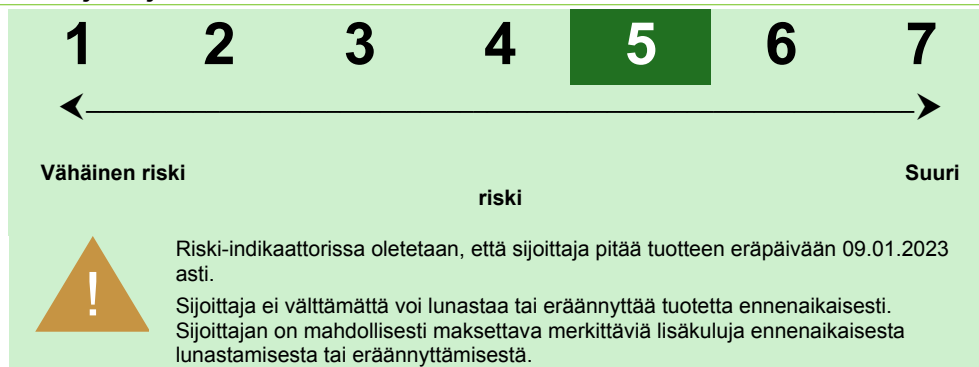 1 2 3 4 5 6 7
Vähäinen riski Suuri
riski
Riski-indikaattorissa oletetaan, että sijoittaja pitää tuotteen eräpäivään 09.01.2023
asti.
Sijoittaja ei välttämättä voi lunastaa tai eräännyttää tuotetta ennenaikaisesti.
Sijoittajan on mahdollisesti maksettava merkittäviä lisäkuluja ennenaikaisesta
lunastamisesta tai eräännyttämisestä.